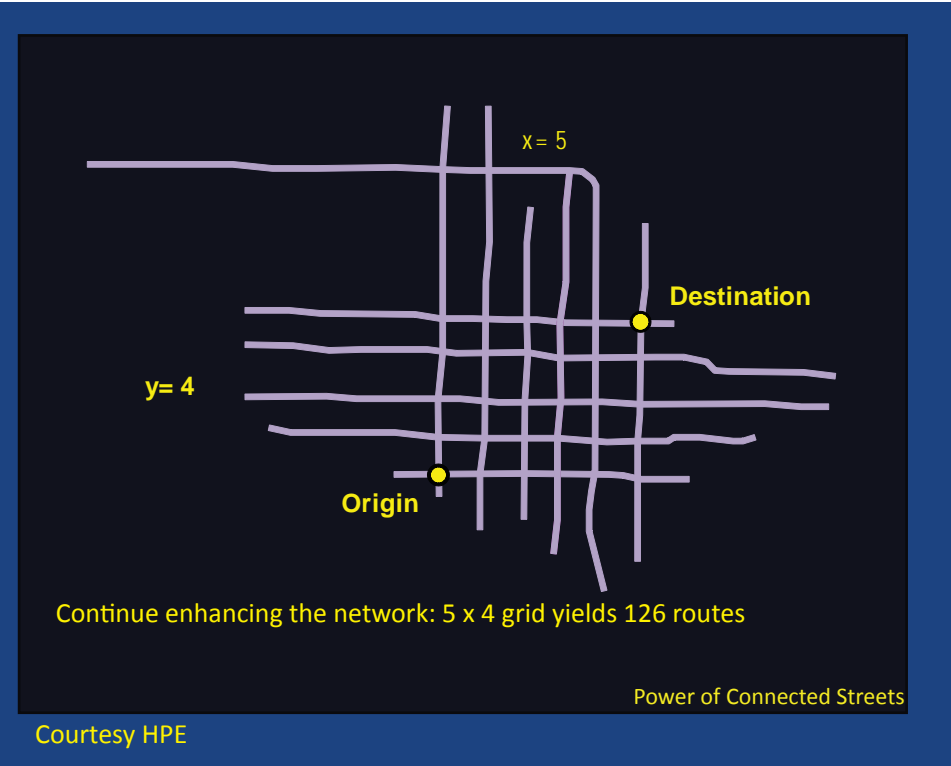 x = 5
Destination
y= 4
Origin
Continue enhancing the network: 5 x 4 grid yields 126 routes
Power of Connected Streets
Courtesy HPE